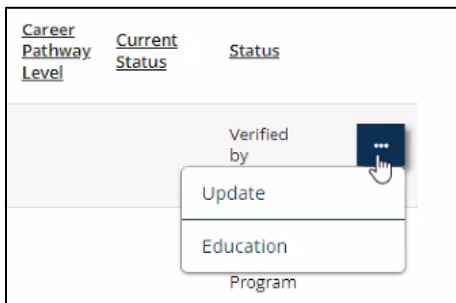 Career
Pathway
Level
Current
Status
Status
Verified
by
...
Update
Education
Program